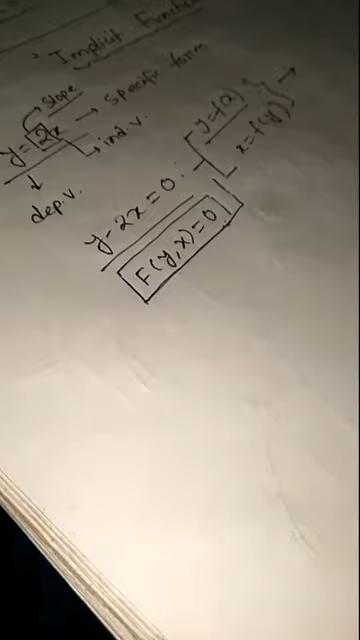 Implicit Function
Slope
y = 2x → Specific form
ind. v.
dep. v.
y - 2x = 0
y = f(x)
x = f(y)
F(y, x) = 0